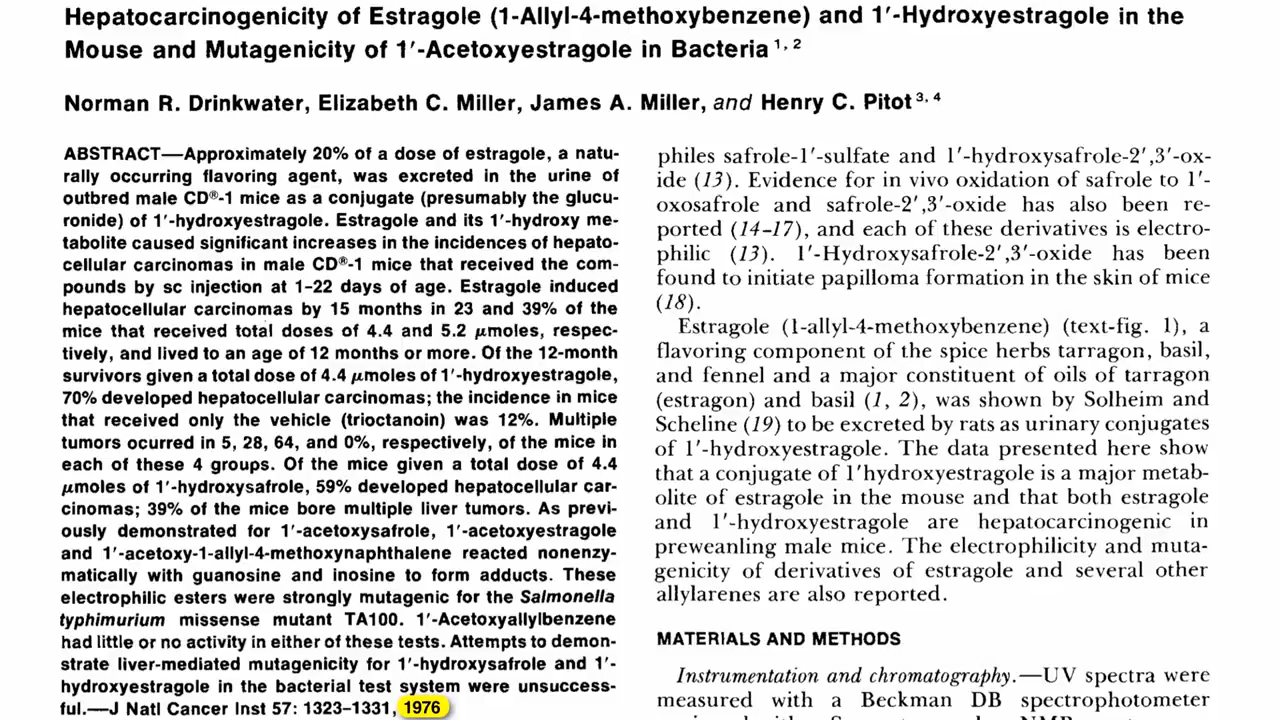 Hepatocarcinogenicity of Estragole (1-Allyl-4-methoxybenzene) and 1′-Hydroxyestragole in the
Mouse and Mutagenicity of 1′-Acetoxyestragole in Bacteria 1, 2
Norman R. Drinkwater, Elizabeth C. Miller, James A. Miller, and Henry C. Pitot 3, 4
ABSTRACT—Approximately 20% of a dose of estragole, a natu-
rally occurring flavoring agent, was excreted in the urine of
outbred male CD®-1 mice as a conjugate (presumably the glucu-
ronide) of 1′-hydroxyestragole. Estragole and its 1′-hydroxy me-
tabolite caused significant increases in the incidences of hepato-
cellular carcinomas in male CD®-1 mice that received the com-
pounds by sc injection at 1–22 days of age. Estragole induced
hepatocellular carcinomas by 15 months in 23 and 39% of the
mice that received total doses of 4.4 and 5.2 μmoles, respec-
tively, and lived to an age of 12 months or more. Of the 12-month
survivors given a total dose of 4.4 μmoles of 1′-hydroxyestragole,
70% developed hepatocellular carcinomas; the incidence in mice
that received only the vehicle (trioctanoin) was 12%. Multiple
tumors ocurred in 5, 28, 64, and 0%, respectively, of the mice in
each of these 4 groups. Of the mice given a total dose of 4.4
μmoles of 1′-hydroxysafrole, 59% developed hepatocellular car-
cinomas; 39% of the mice bore multiple liver tumors. As previ-
ously demonstrated for 1′-acetoxysafrole, 1′-acetoxyestragole
and 1′-acetoxy-1-allyl-4-methoxynaphthalene reacted nonenzy-
matically with guanosine and inosine to form adducts. These
electrophilic esters were strongly mutagenic for the Salmonella
typhimurium missense mutant TA100. 1′-Acetoxyallylbenzene
had little or no activity in either of these tests. Attempts to demon-
strate liver-mediated mutagenicity for 1′-hydroxysafrole and 1′-
hydroxyestragole in the bacterial test system were unsuccess-
ful.—J Natl Cancer Inst 57: 1323–1331, 1976
philes safrole-1′-sulfate and 1′-hydroxysafrole-2′,3′-ox-
ide (13). Evidence for in vivo oxidation of safrole to 1′-
oxosafrole and safrole-2′,3′-oxide has also been re-
ported (14–17), and each of these derivatives is electro-
philic (13). 1′-Hydroxysafrole-2′,3′-oxide has been
found to initiate papilloma formation in the skin of mice
(18).
Estragole (1-allyl-4-methoxybenzene) (text-fig. 1), a
flavoring component of the spice herbs tarragon, basil,
and fennel and a major constituent of oils of tarragon
(estragon) and basil (1, 2), was shown by Solheim and
Scheline (19) to be excreted by rats as urinary conjugates
of 1′-hydroxyestragole. The data presented here show
that a conjugate of 1′hydroxyestragole is a major metab-
olite of estragole in the mouse and that both estragole
and 1′-hydroxyestragole are hepatocarcinogenic in
preweanling male mice. The electrophilicity and muta-
genicity of derivatives of estragole and several other
allylarenes are also reported.
MATERIALS AND METHODS
Instrumentation and chromatography.—UV spectra were
measured with a Beckman DB spectrophotometer